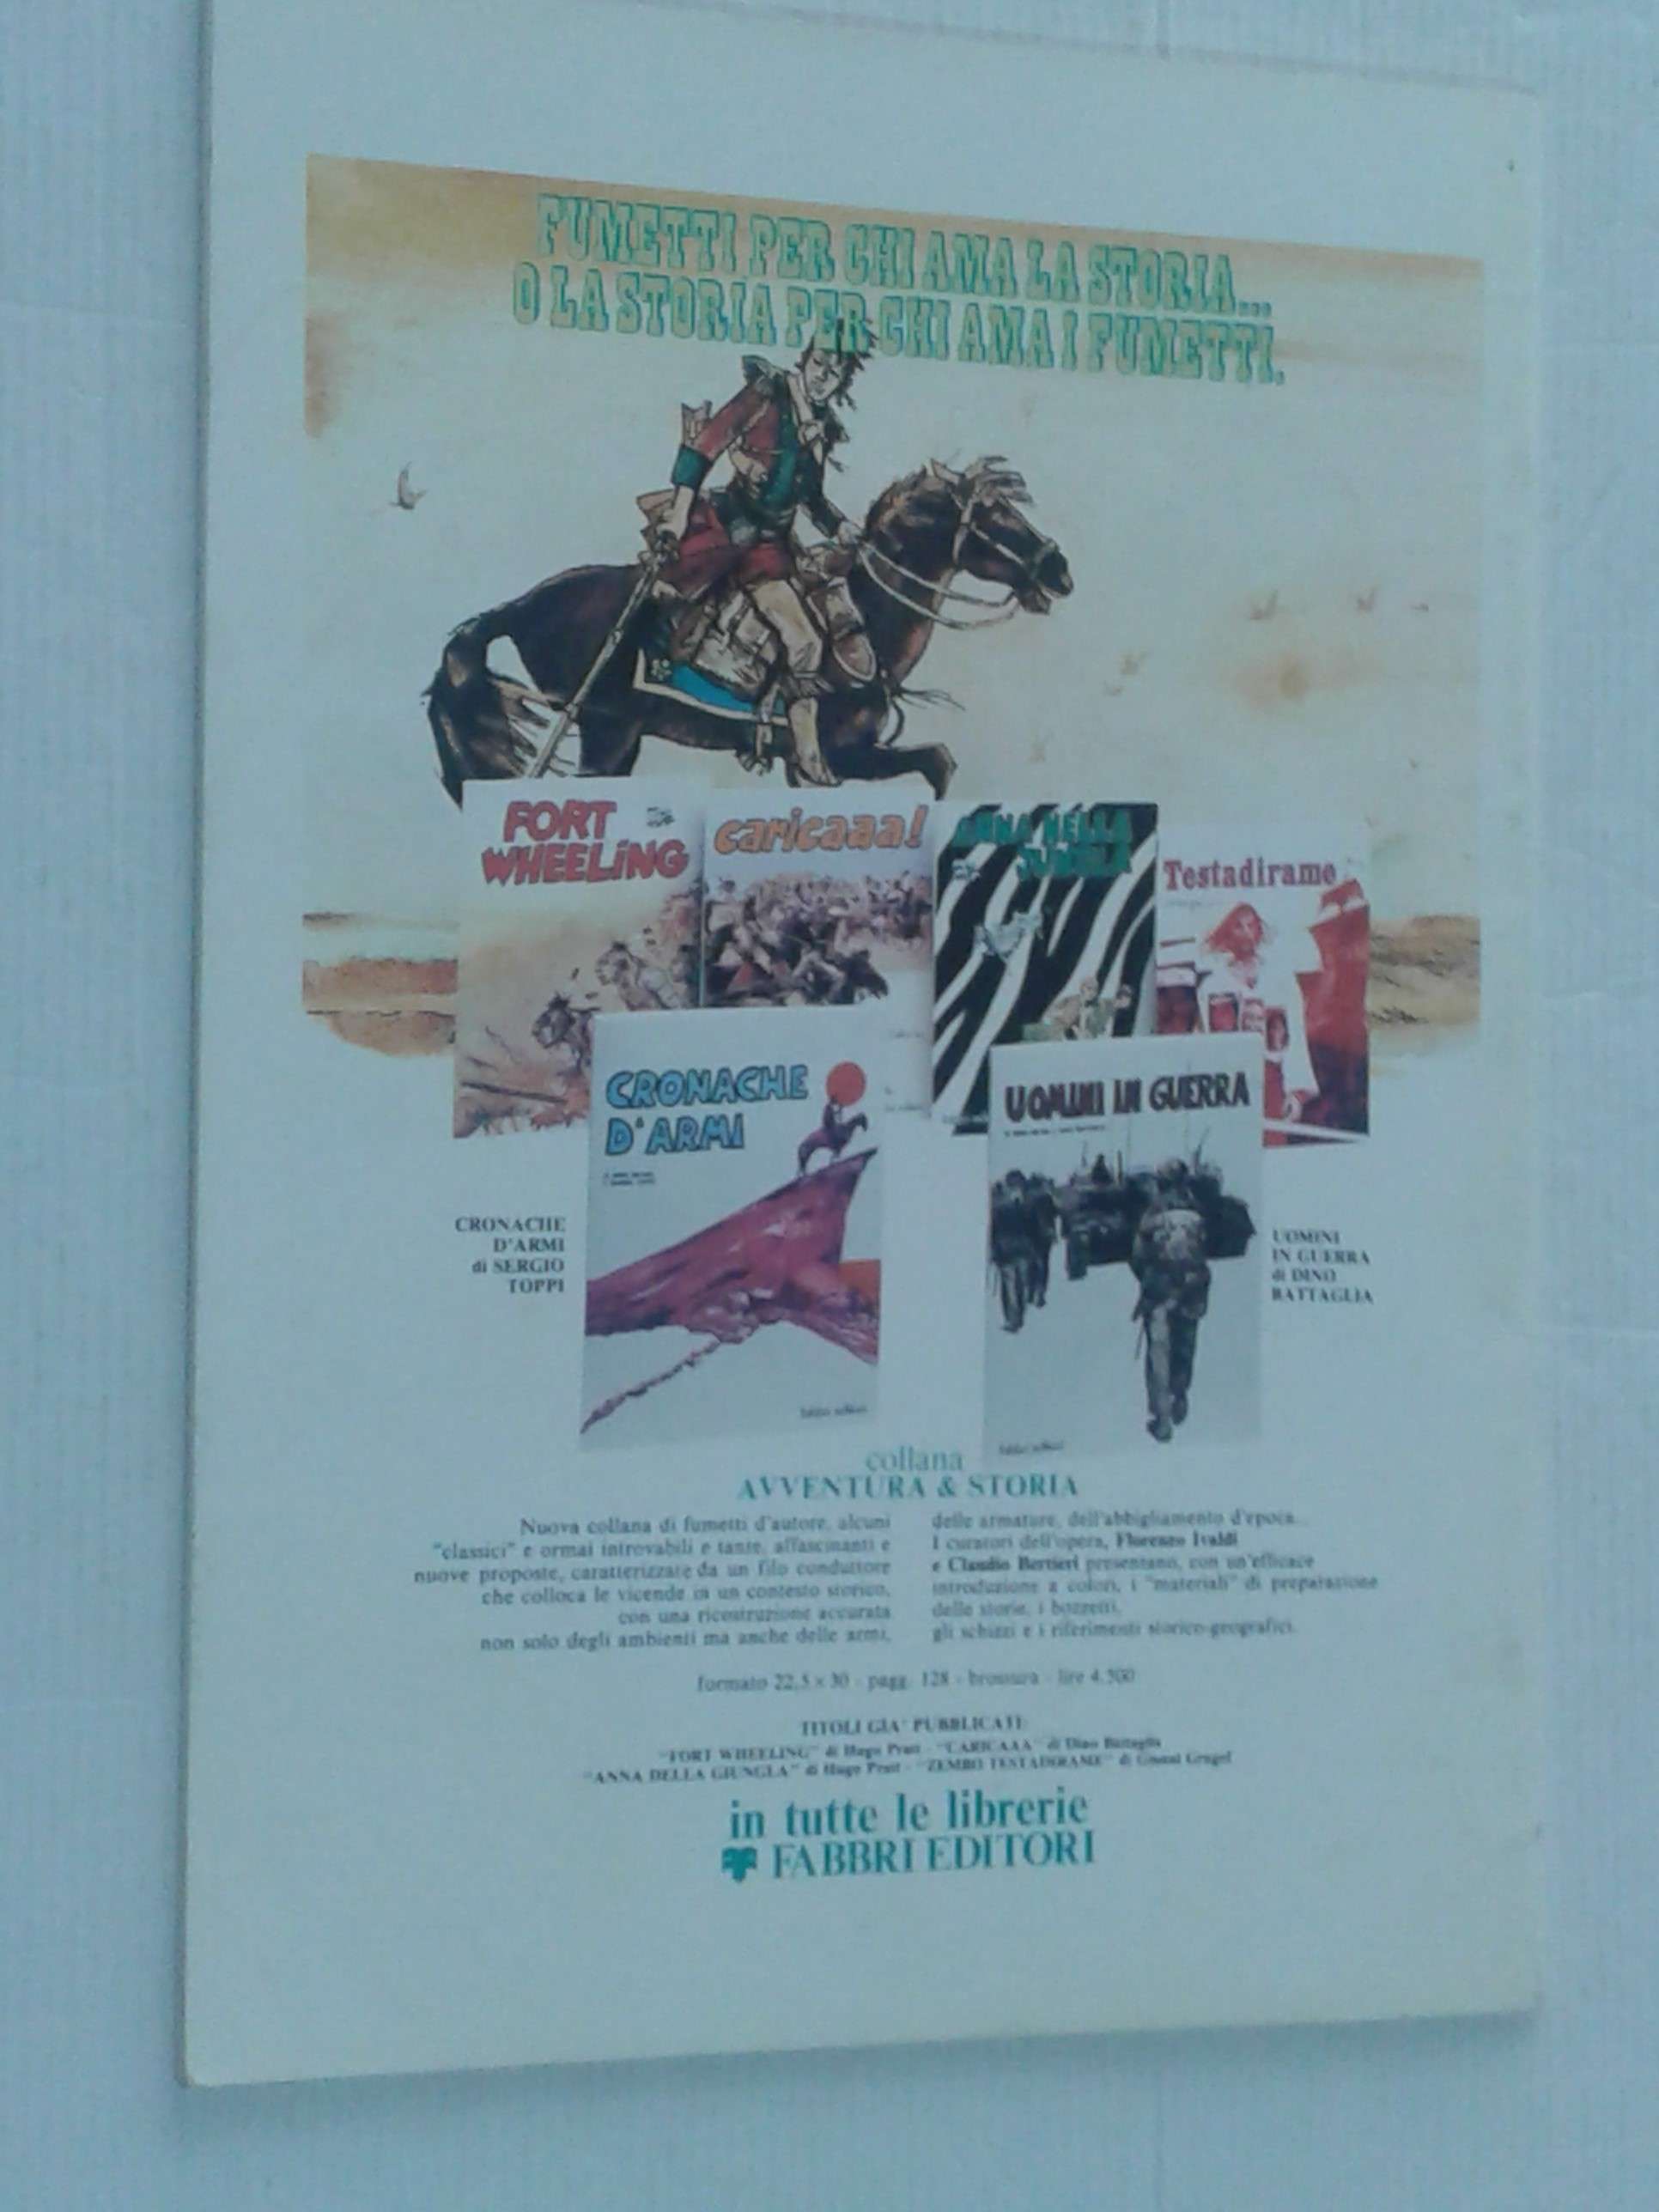 FUMETTI PER CHI AMA LA STORIA...
O LA STORIA PER CHI AMA I FUMETTI.
FORT
WHEELING
caricaaa!
ANNA NELLA
JUNGLA
Testadirame
CRONACHE
D'ARMI
UOMINI IN GUERRA
CRONACHE
D'ARMI
di SERGIO
TOPPI
UOMINI
IN GUERRA
di DINO
BATTAGLIA
fabbri editori
fabbri editori
collana
AVVENTURA & STORIA
Nuova collana di fumetti d'autore, alcuni
"classici" e ormai introvabili e tante, affascinanti e
nuove proposte, caratterizzate da un filo conduttore
che colloca le vicende in un contesto storico,
con una ricostruzione accurata
non solo degli ambienti ma anche delle armi,
delle armature, dell'abbigliamento d'epoca.
I curatori dell'opera, Florenzo Ivaldi
e Claudio Bertieri presentano, con un'efficace
introduzione a colori, i "materiali" di preparazione
delle storie, i bozzetti,
gli schizzi e i riferimenti storico-geografici.
formato 22,5 x 30 - pagg. 128 - brossura - lire 4.500
TITOLI GIA' PUBBLICATI:
"FORT WHEELING" di Hugo Pratt - "CARICAAA" di Dino Battaglia
"ANNA DELLA GIUNGLA" di Hugo Pratt - "ZEMBO TESTADIRAME" di
in tutte le librerie
FABBRI EDITORI